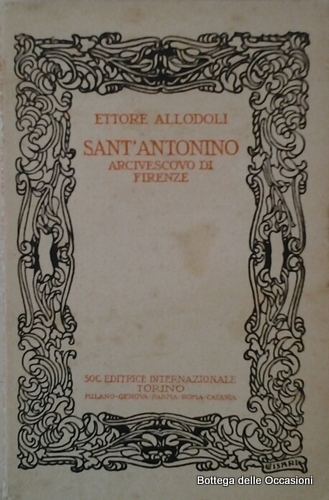 ETTORE ALLODOLI
SANT'ANTONINO
ARCIVESCOVO DI
FIRENZE
SOC. EDITRICE INTERNAZIONALE
TORINO
MILANO-GENOVA-PARMA-ROMA-CATANIA
Bottega delle Occasioni